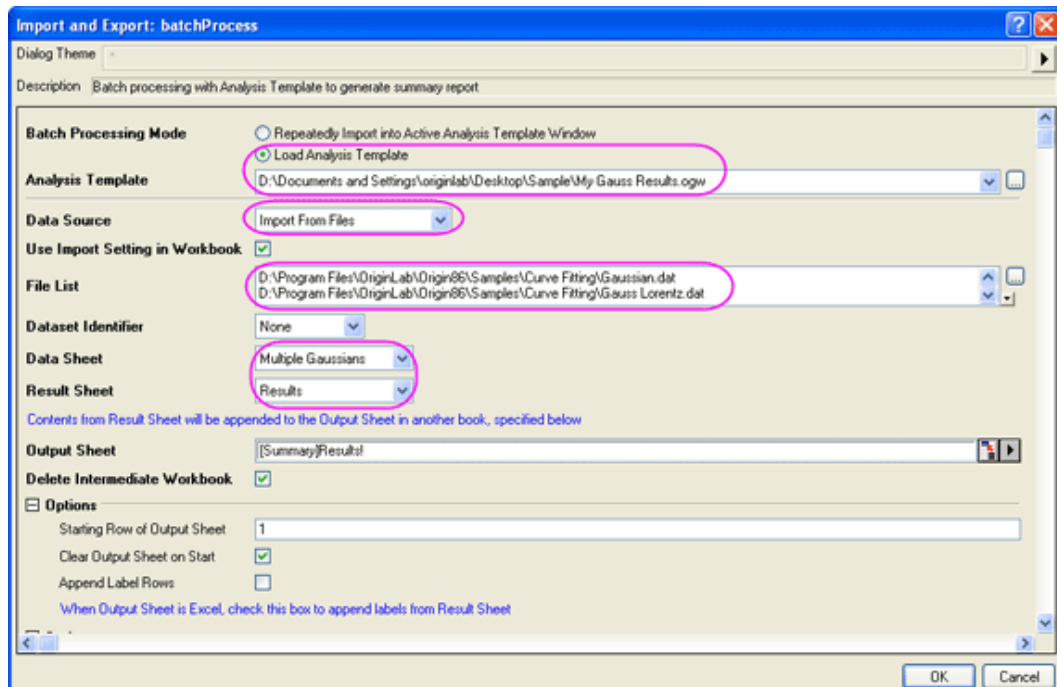 Import and Export: batchProcess
Dialog Theme
Description Batch processing with Analysis Template to generate summary report
Batch Processing Mode Repeatedly Import into Active Analysis Template Window
Load Analysis Template
Analysis Template D:\Documents and Settings\originlab\Desktop\Sample\My Gauss Results.ogw
Data Source Import From Files
Use Import Setting in Workbook
File List D:\Program Files\OriginLab\Origin86\Samples\Curve Fitting\Gaussian.dat
D:\Program Files\OriginLab\Origin86\Samples\Curve Fitting\Gauss Lorentz.dat
Dataset Identifier None
Data Sheet Multiple Gaussians
Result Sheet Results
Contents from Result Sheet will be appended to the Output Sheet in another book, specified below
Output Sheet [Summary]Results!
Delete Intermediate Workbook
Options
Starting Row of Output Sheet 1
Clear Output Sheet on Start
Append Label Rows
When Output Sheet is Excel, check this box to append labels from Result Sheet
OK Cancel